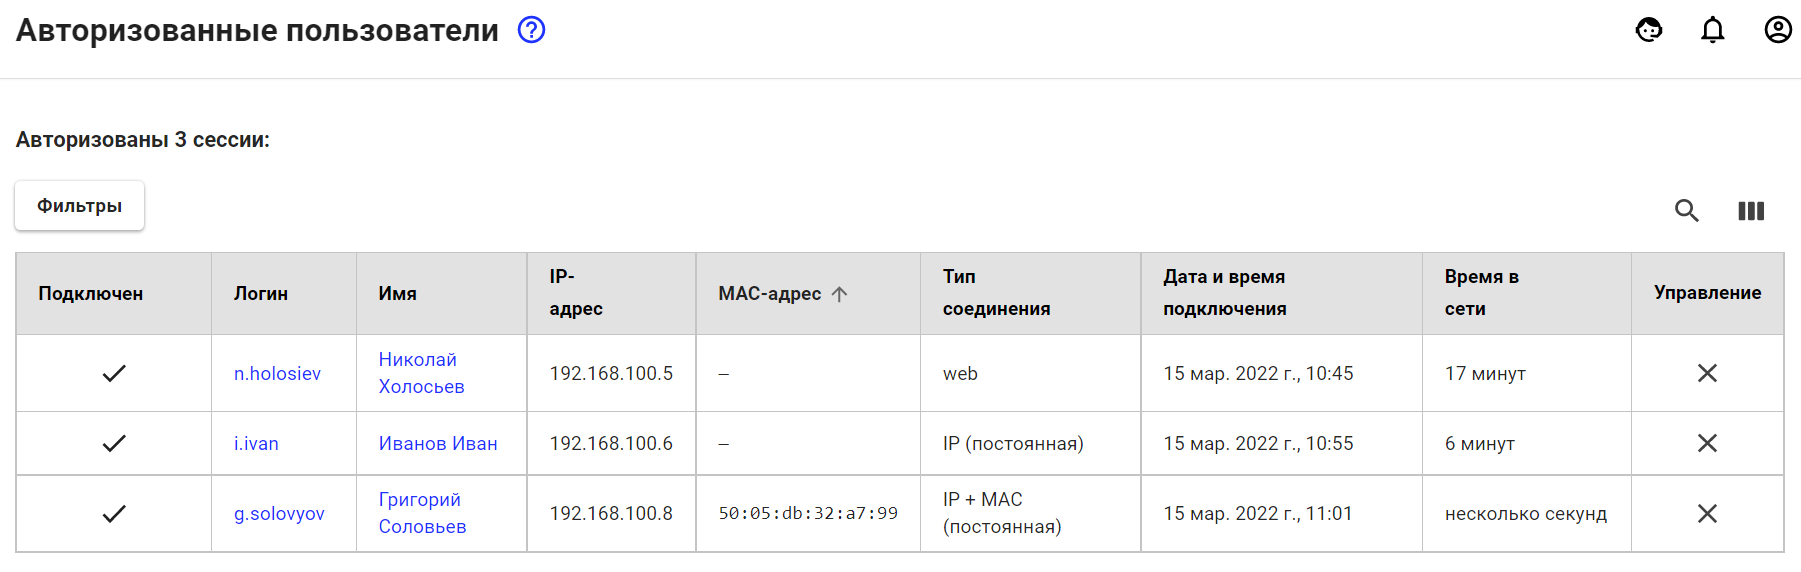 Авторизованные пользователи
Авторизованы 3 сессии:
Фильтры
Подключен Логин Имя IP-адрес MAC-адрес Тип соединения Дата и время подключения Время в сети Управление
n.holosiev Николай Холосьев 192.168.100.5 – web 15 мар. 2022 г., 10:45 17 минут
i.ivan Иванов Иван 192.168.100.6 – IP (постоянная) 15 мар. 2022 г., 10:55 6 минут
g.solovyov Григорий Соловьев 192.168.100.8 50:05:db:32:a7:99 IP + MAC (постоянная) 15 мар. 2022 г., 11:01 несколько секунд